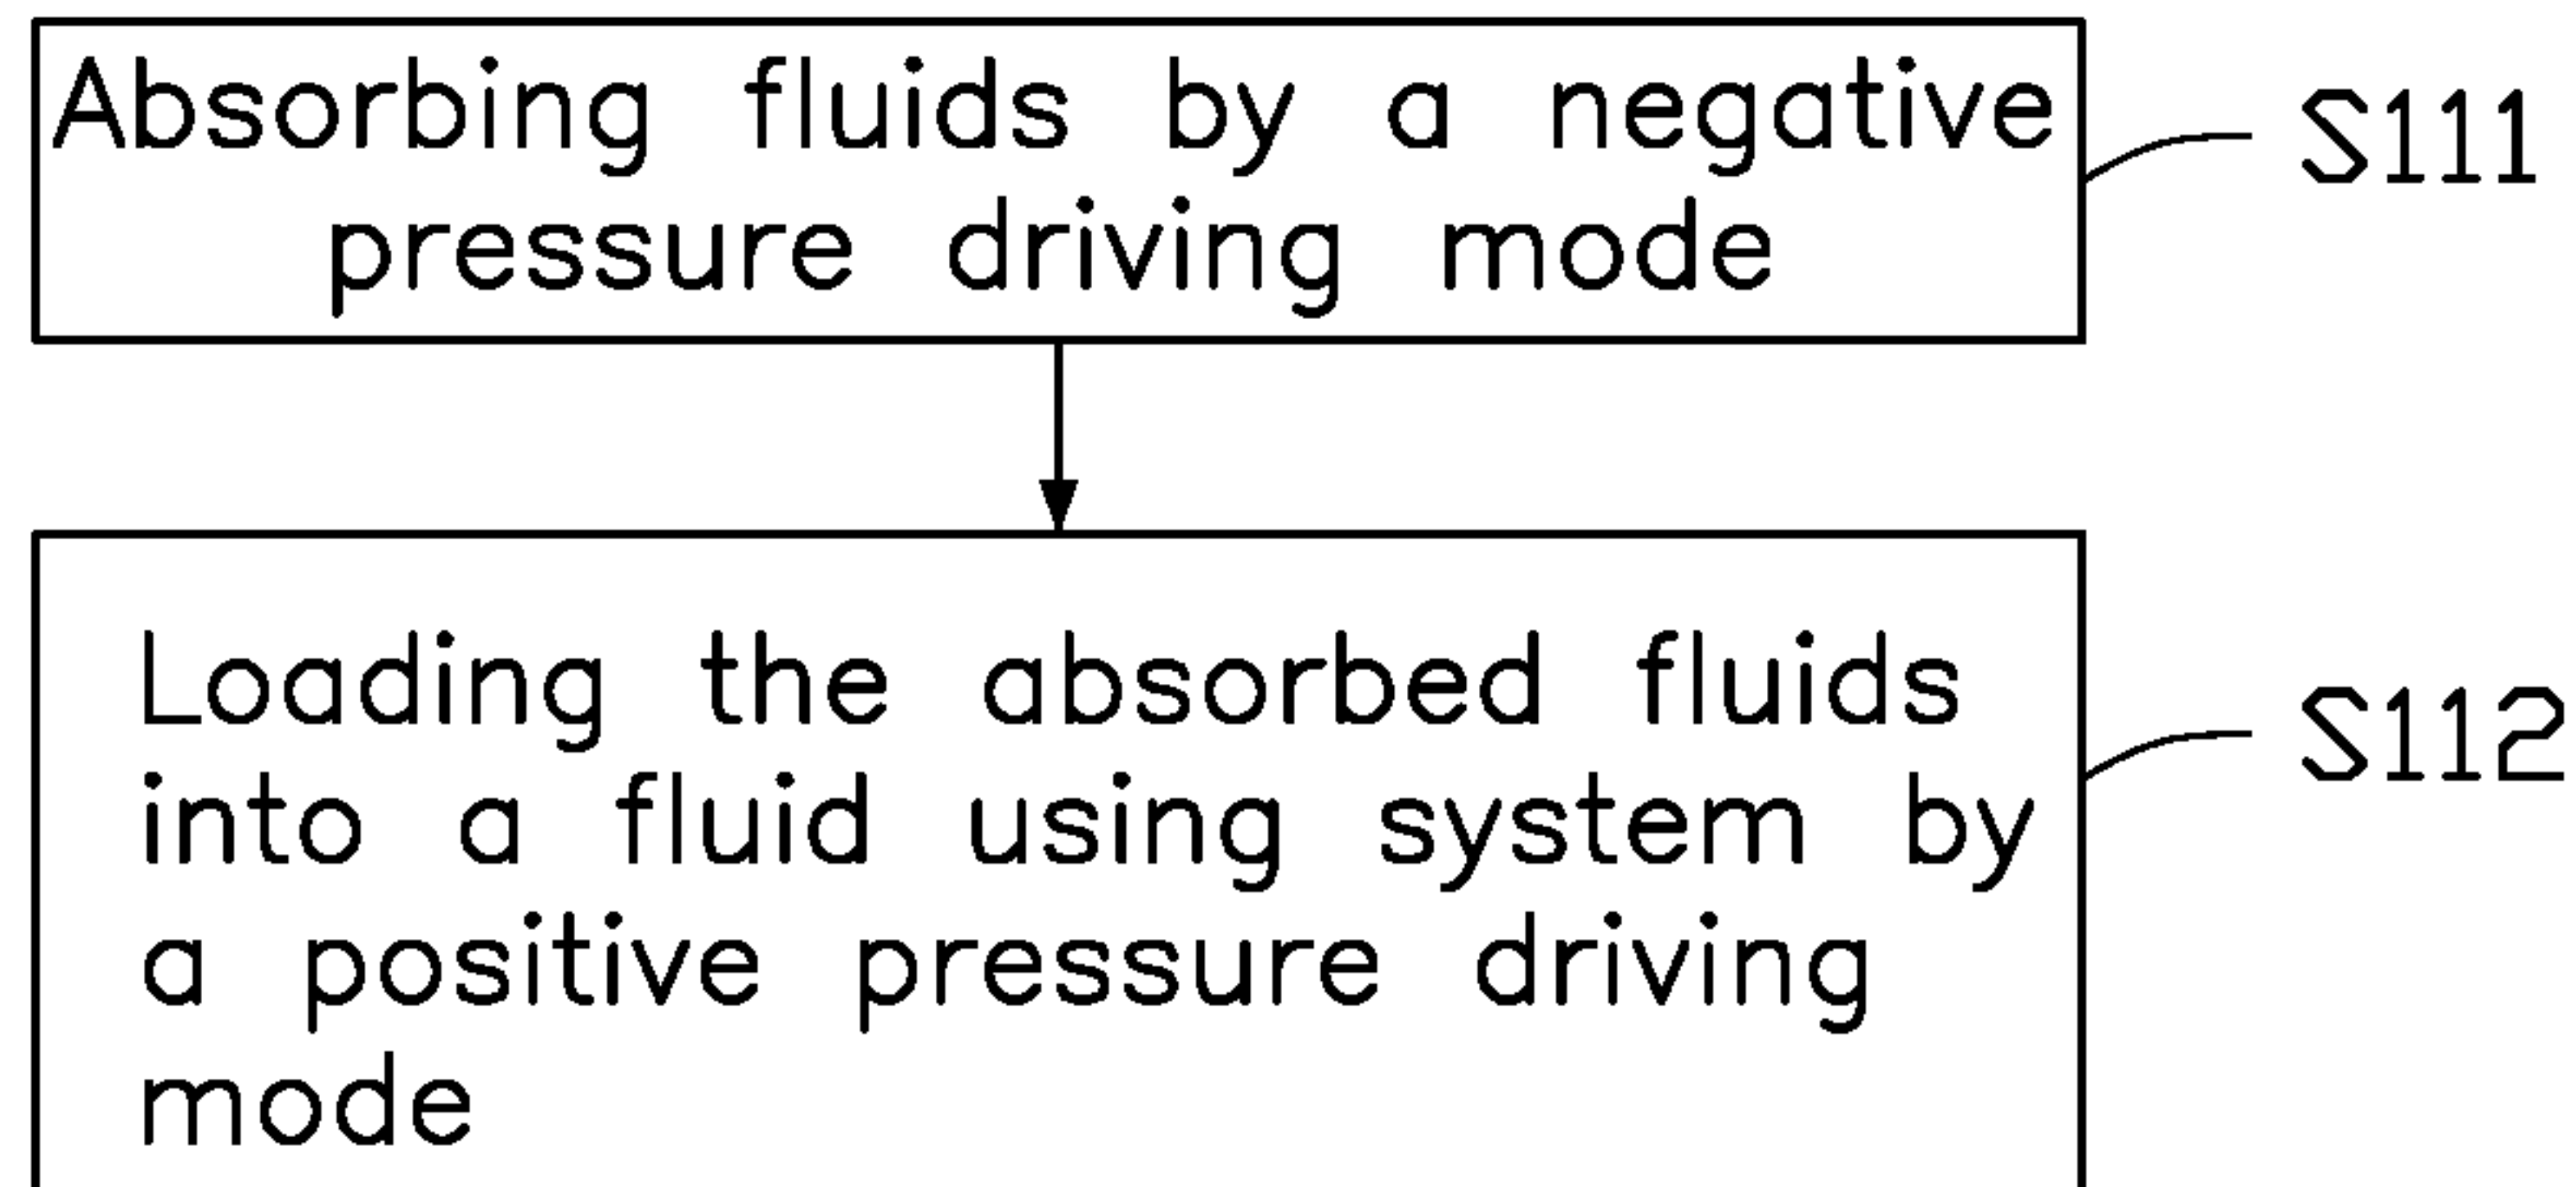 Absorbing fluids by a negative
pressure driving mode
S111
Loading the absorbed fluids
into a fluid using system by
a positive pressure driving
mode
S112